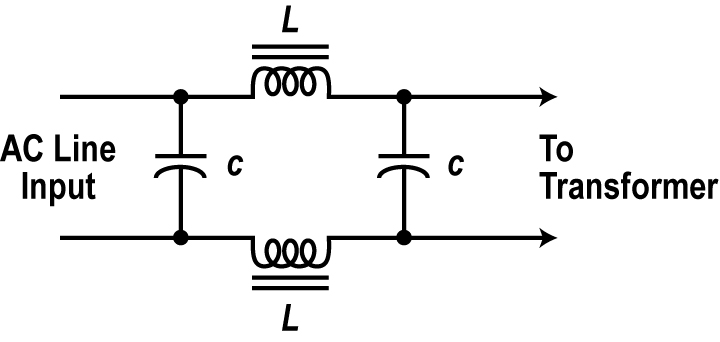 L
AC Line
Input
c
c
To
Transformer
L